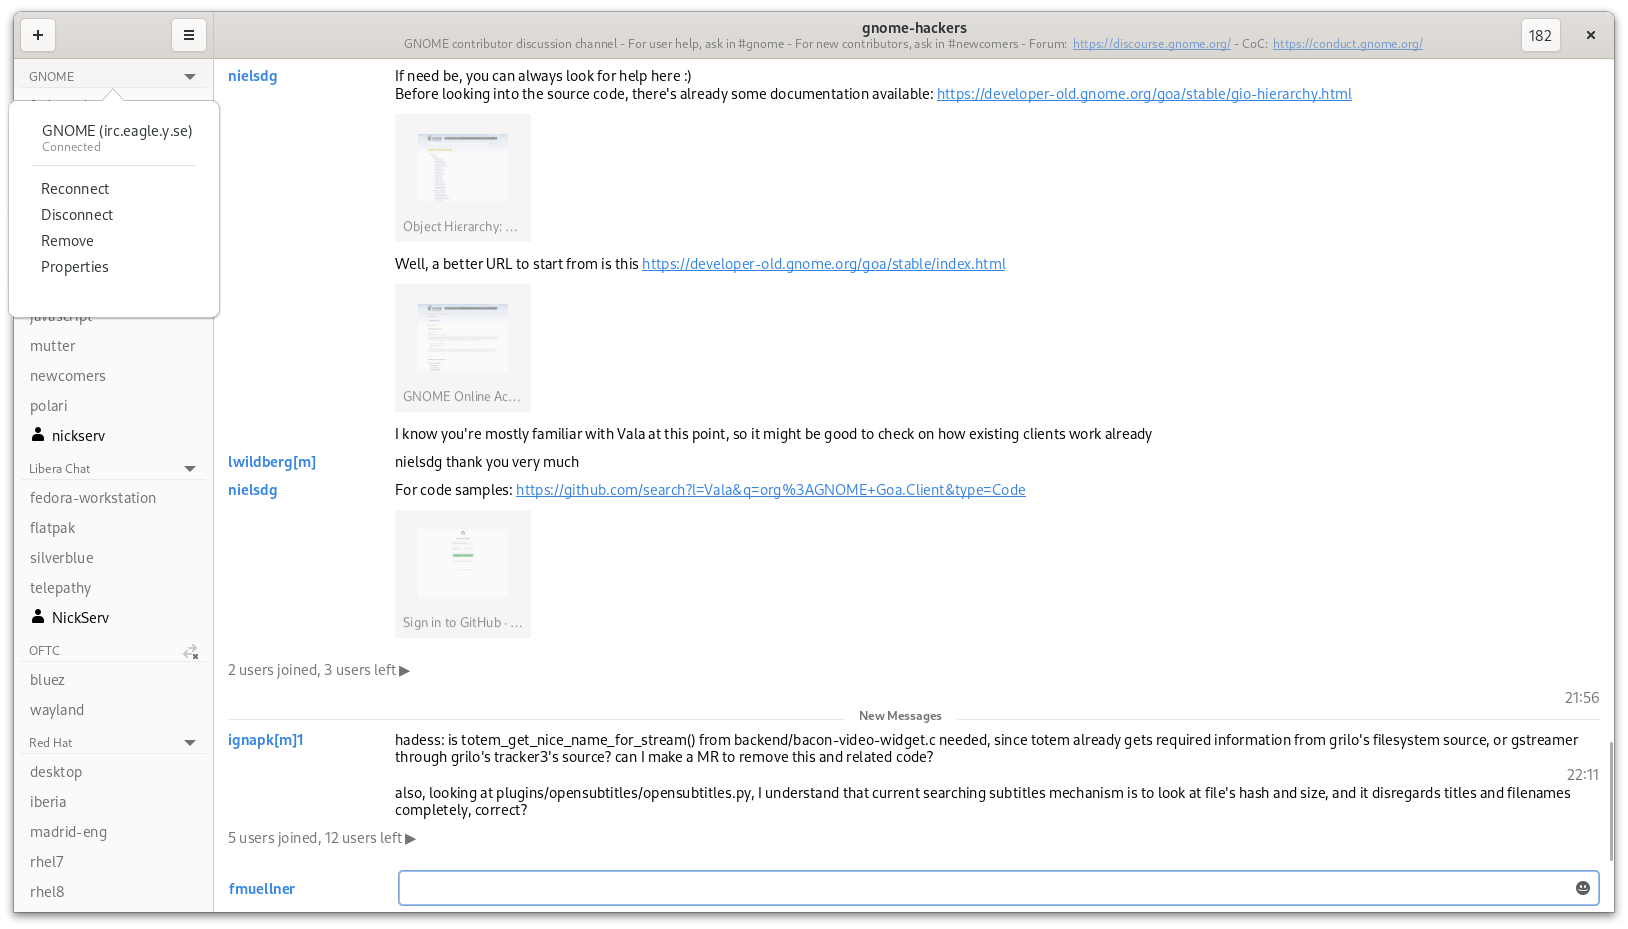 gnome-hackers
GNOME contributor discussion channel - For user help, ask in #gnome - For new contributors, ask in #newcomers - Forum: https://discourse.gnome.org/ - CoC: https://conduct.gnome.org/
182
GNOME
GNOME (irc.eagle.y.se)
Connected
Reconnect
Disconnect
Remove
Properties
javascript
mutter
newcomers
polari
nickserv
Libera Chat
fedora-workstation
flatpak
silverblue
telepathy
NickServ
OFTC
bluez
wayland
Red Hat
desktop
iberia
madrid-eng
rhel7
rhel8
nielsdg
If need be, you can always look for help here :)
Before looking into the source code, there's already some documentation available: https://developer-old.gnome.org/goa/stable/gio-hierarchy.html
Object Hierarchy: …
Well, a better URL to start from is this https://developer-old.gnome.org/goa/stable/index.html
GNOME Online Ac…
I know you're mostly familiar with Vala at this point, so it might be good to check on how existing clients work already
lwildberg[m]
nielsdg thank you very much
nielsdg
For code samples: https://github.com/search?l=Vala&q=org%3AGNOME+Goa.Client&type=Code
Sign in to GitHub · …
2 users joined, 3 users left ▶
21:56
New Messages
ignapk[m]1
hadess: is totem_get_nice_name_for_stream() from backend/bacon-video-widget.c needed, since totem already gets required information from grilo's filesystem source, or gstreamer
through grilo's tracker3's source? can I make a MR to remove this and related code?
22:11
also, looking at plugins/opensubtitles/opensubtitles.py, I understand that current searching subtitles mechanism is to look at file's hash and size, and it disregards titles and filenames
completely, correct?
5 users joined, 12 users left ▶
fmuellner